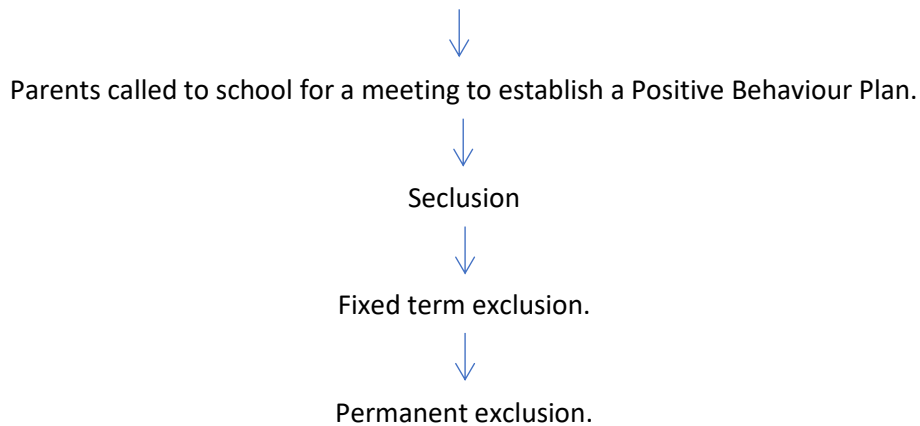 Parents called to school for a meeting to establish a Positive Behaviour Plan.
Seclusion
Fixed term exclusion.
Permanent exclusion.